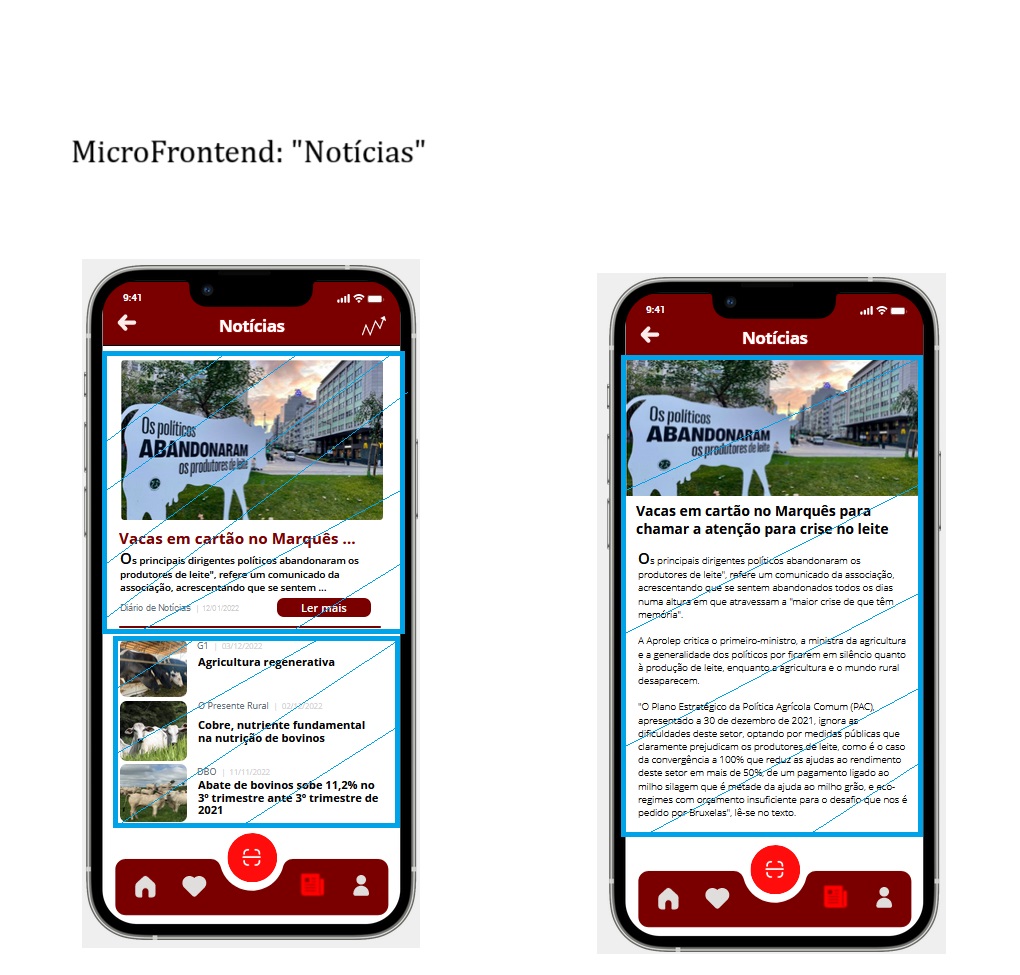 MicroFrontend: "Notícias"
9:41
Notícias
Os políticos
ABANDONARAM
os produtores de leite
Vacas em cartão no Marquês ...
Os principais dirigentes políticos abandonaram os
produtores de leite", refere um comunicado da
associação, acrescentando que se sentem ...
Diário de Notícias | 12/01/2022
Ler mais
G1 | 03/12/2022
Agricultura regenerativa
O Presente Rural | 02/12/2022
Cobre, nutriente fundamental
na nutrição de bovinos
DBO | 11/11/2022
Abate de bovinos sobe 11,2% no
3º trimestre ante 3º trimestre de
2021
9:41
Notícias
Os políticos
ABANDONARAM
os produtores de leite
Vacas em cartão no Marquês para
chamar a atenção para crise no leite
Os principais dirigentes políticos abandonaram os
produtores de leite", refere um comunicado da associação,
acrescentando que se sentem abandonados todos os dias
numa altura em que atravessam a "maior crise de que têm
memória".
A Aprolep critica o primeiro-ministro, a ministra da agricultura
e a generalidade dos políticos por ficarem em silêncio quanto
à produção de leite, enquanto a agricultura e o mundo rural
desaparecem.
"O Plano Estratégico da Política Agrícola Comum (PAC),
apresentado a 30 de dezembro de 2021, ignora as
dificuldades deste setor, optando por medidas públicas que
claramente prejudicam os produtores de leite, como é o caso
da convergência a 100% que reduz as ajudas ao rendimento
deste setor em mais de 50%, de um pagamento ligado ao
milho silagem que é metade da ajuda ao milho grão, e eco-
regimes com orçamento insuficiente para o desafio que nos é
pedido por Bruxelas", lê-se no texto.